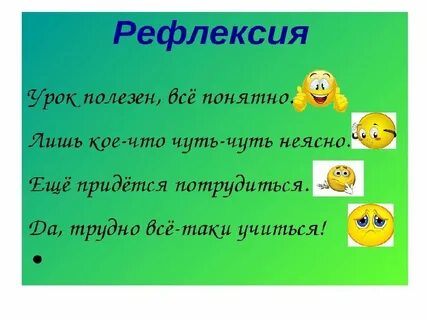 Рефлексия
Урок полезен, всё понятно.
Лишь кое-что чуть-чуть неясно.
Ещё придётся потрудиться.
Да, трудно всё-таки учиться!
•